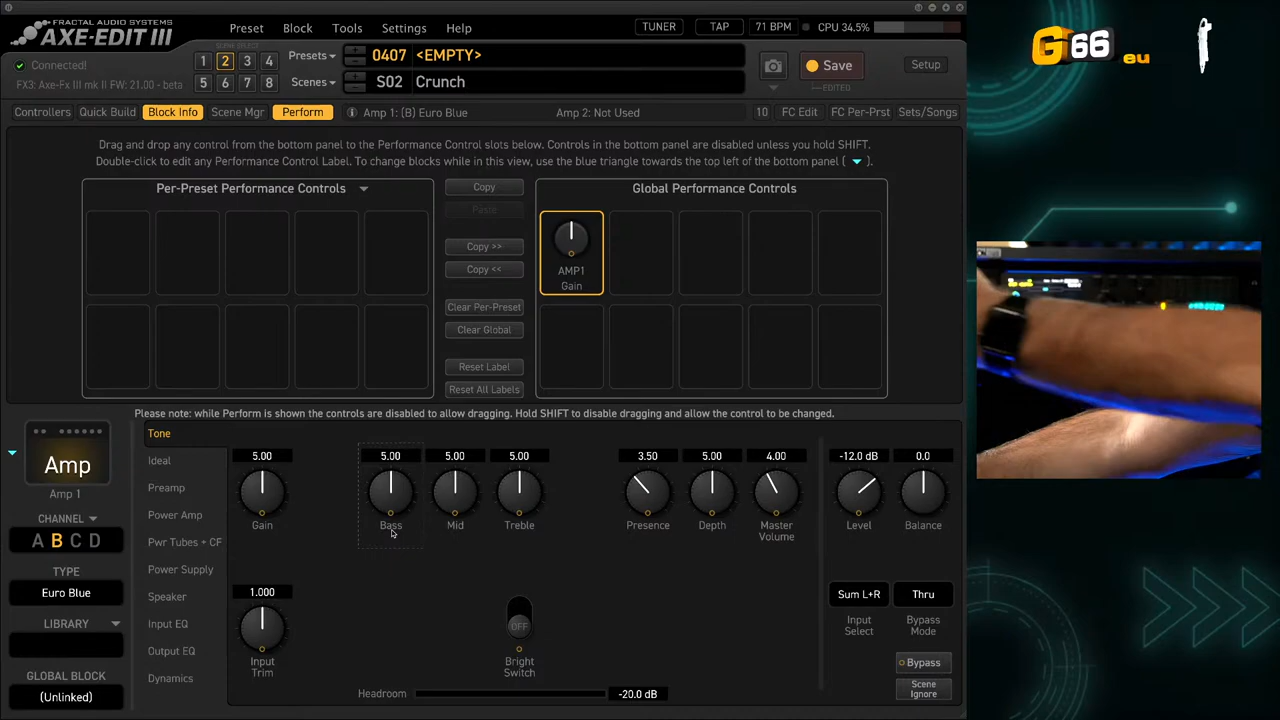 FRACTAL AUDIO SYSTEMS
AXE-EDIT III
Preset Block Tools Settings Help
TUNER TAP 71 BPM CPU 34.5%
Connected!
FX3: Axe-Fx III mk II FW: 21.00 - beta
1 2 3 4
5 6 7 8
Presets 0407 <EMPTY>
Scenes S02 Crunch
Save
EDITED
Setup
Controllers Quick Build Block Info Scene Mgr Perform
Amp 1: (B) Euro Blue Amp 2: Not Used
10 FC Edit FC Per-Prst Sets/Songs
Drag and drop any control from the bottom panel to the Performance Control slots below. Controls in the bottom panel are disabled unless you hold SHIFT.
Double-click to edit any Performance Control Label. To change blocks while in this view, use the blue triangle towards the top left of the bottom panel ( ).
Per-Preset Performance Controls
Copy
Paste
Copy >>
Copy <<
Clear Per-Preset
Clear Global
Reset Label
Reset All Labels
Global Performance Controls
AMP1
Gain
Please note: while Perform is shown the controls are disabled to allow dragging. Hold SHIFT to disable dragging and allow the control to be changed.
Amp
Amp 1
CHANNEL
A B C D
TYPE
Euro Blue
LIBRARY
GLOBAL BLOCK
(Unlinked)
Tone
Ideal
Preamp
Power Amp
Pwr Tubes + CF
Power Supply
Speaker
Input EQ
Output EQ
Dynamics
5.00 5.00 5.00 5.00 3.50 5.00 4.00 -12.0 dB 0.0
Gain Bass Mid Treble Presence Depth Master Volume Level Balance
1.000
Input Trim
OFF
Bright Switch
Sum L+R Thru
Input Select
Bypass Mode
Bypass
Scene Ignore
Headroom -20.0 dB
G66
eu